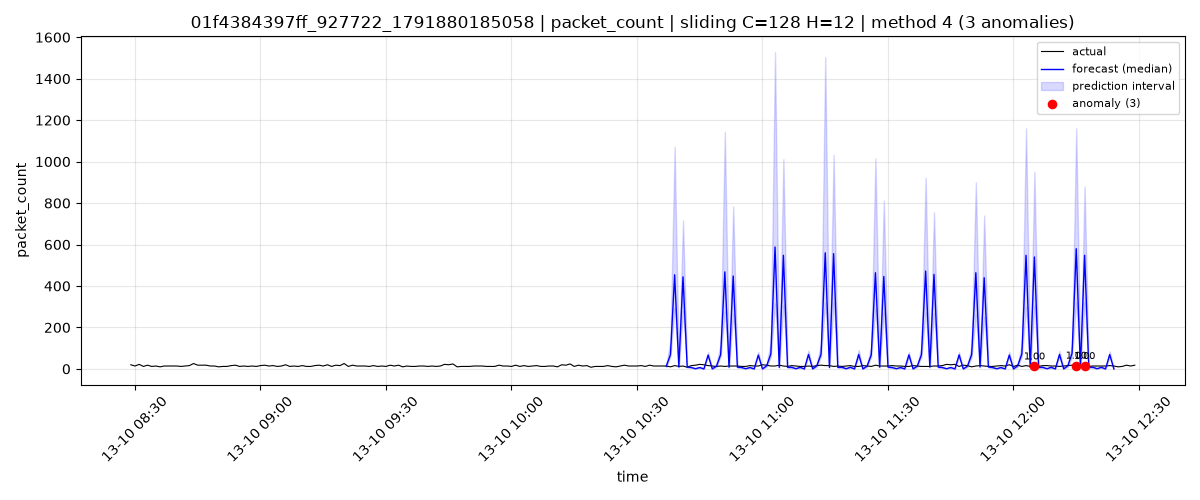 01f4384397ff_927722_1791880185058 | packet_count | sliding C=128 H=12 | method 4 (3 anomalies)
actual
forecast (median)
prediction interval
anomaly (3)
packet_count
1600
1400
1200
1000
800
600
400
200
0
1.00
13-10 08:30
13-10 09:00
13-10 09:30
13-10 10:00
13-10 10:30
13-10 11:00
13-10 11:30
13-10 12:00
13-10 12:30
time